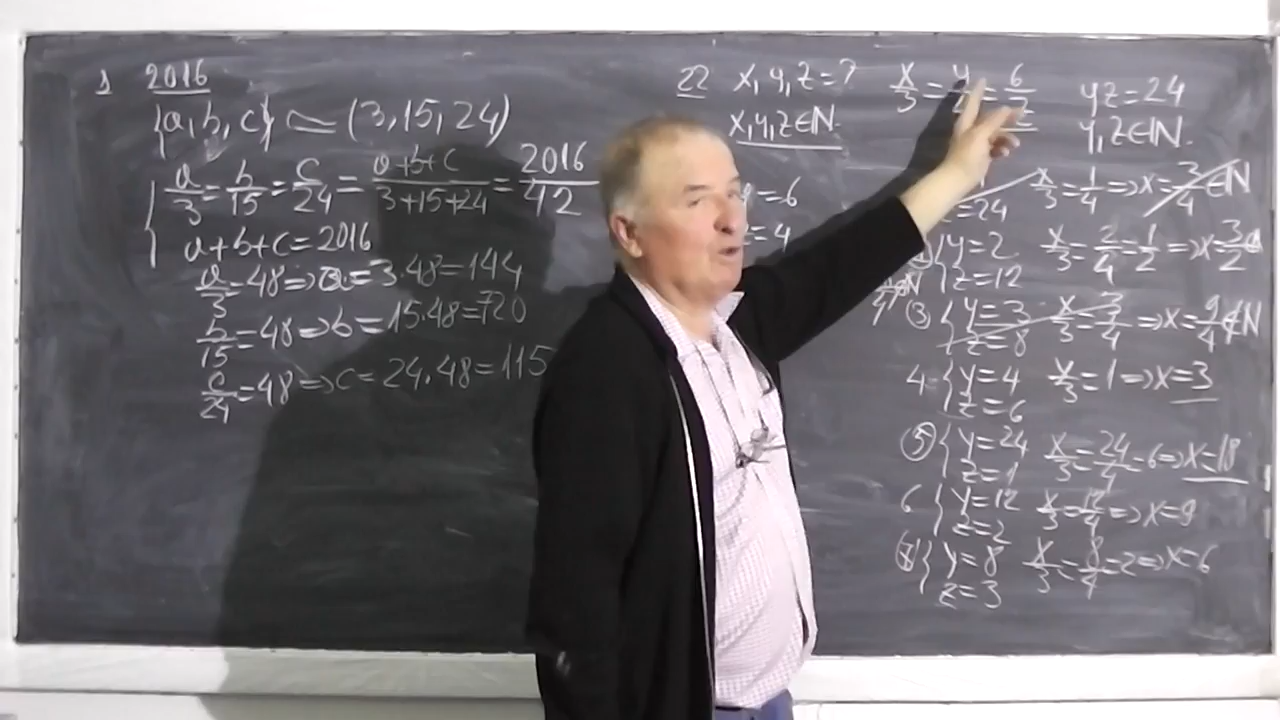 1 2016
{a,b,c} ≃ (3,15,24)
a/3 = b/15 = c/24 = a+b+c/3+15+24 = 2016/42
a+b+c=2016
a/3=48=>a=3.48=144
b/15=48=>b=15.48=720
c/24=48=>c=24.48=115
22 x,y,z=?
x,y,z∈N
x/3 = y/4 = 6/z
yz=24
y,z∈N.
=6
z=4
z=24
x/3=1/4=>x=3/4∈N
y=2
z=12
x/3=2/4=1/2=>x=3/2
③ {y=3
z=8
x/3=3/4=>x=9/4∉N
4 {y=4
z=6
x/3=1=>x=3
⑤ {y=24
z=1
x/3=24/4=6=>x=18
6 {y=12
z=2
x/3=12/4=>x=9
{y=8
z=3
x/3=8/4=2=>x=6